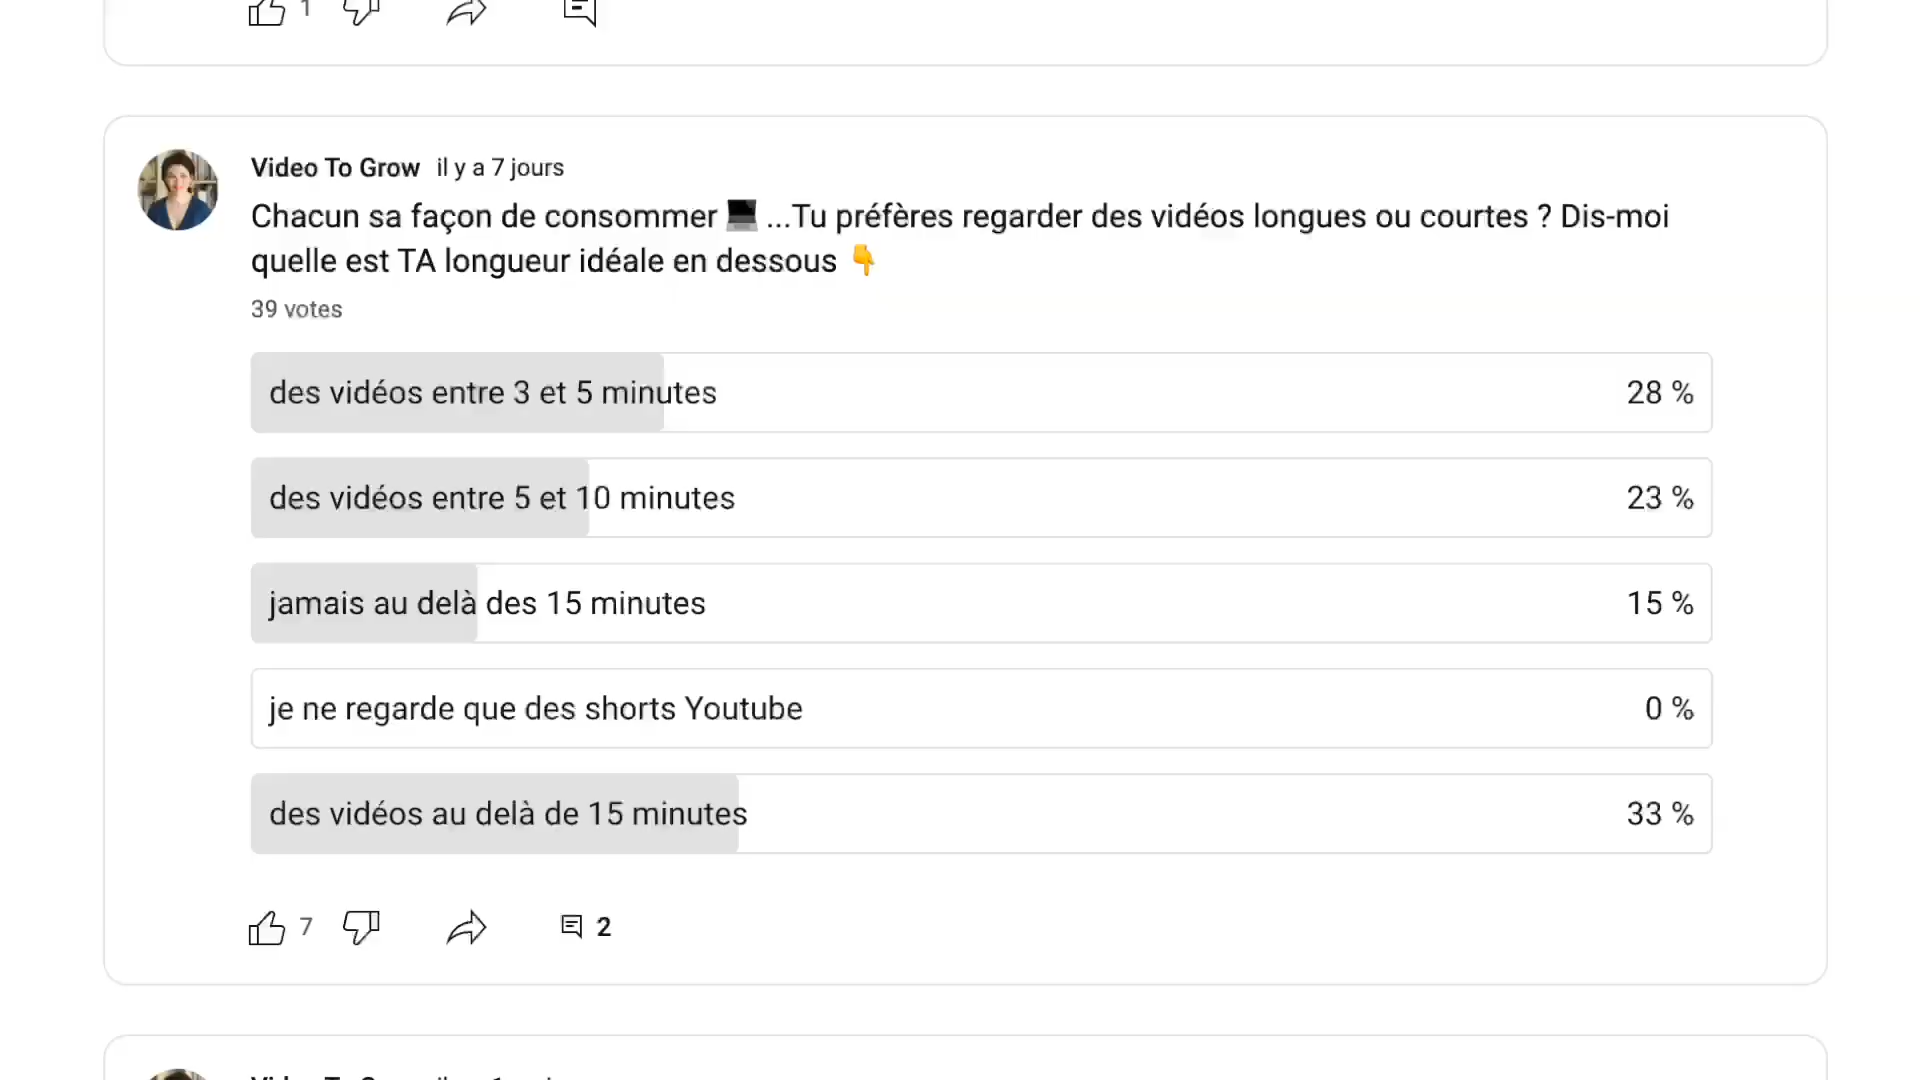 1
Video To Grow il y a 7 jours
Chacun sa façon de consommer 💻 ...Tu préfères regarder des vidéos longues ou courtes ? Dis-moi
quelle est TA longueur idéale en dessous 👇
39 votes
des vidéos entre 3 et 5 minutes 28 %
des vidéos entre 5 et 10 minutes 23 %
jamais au delà des 15 minutes 15 %
je ne regarde que des shorts Youtube 0 %
des vidéos au delà de 15 minutes 33 %
7 2